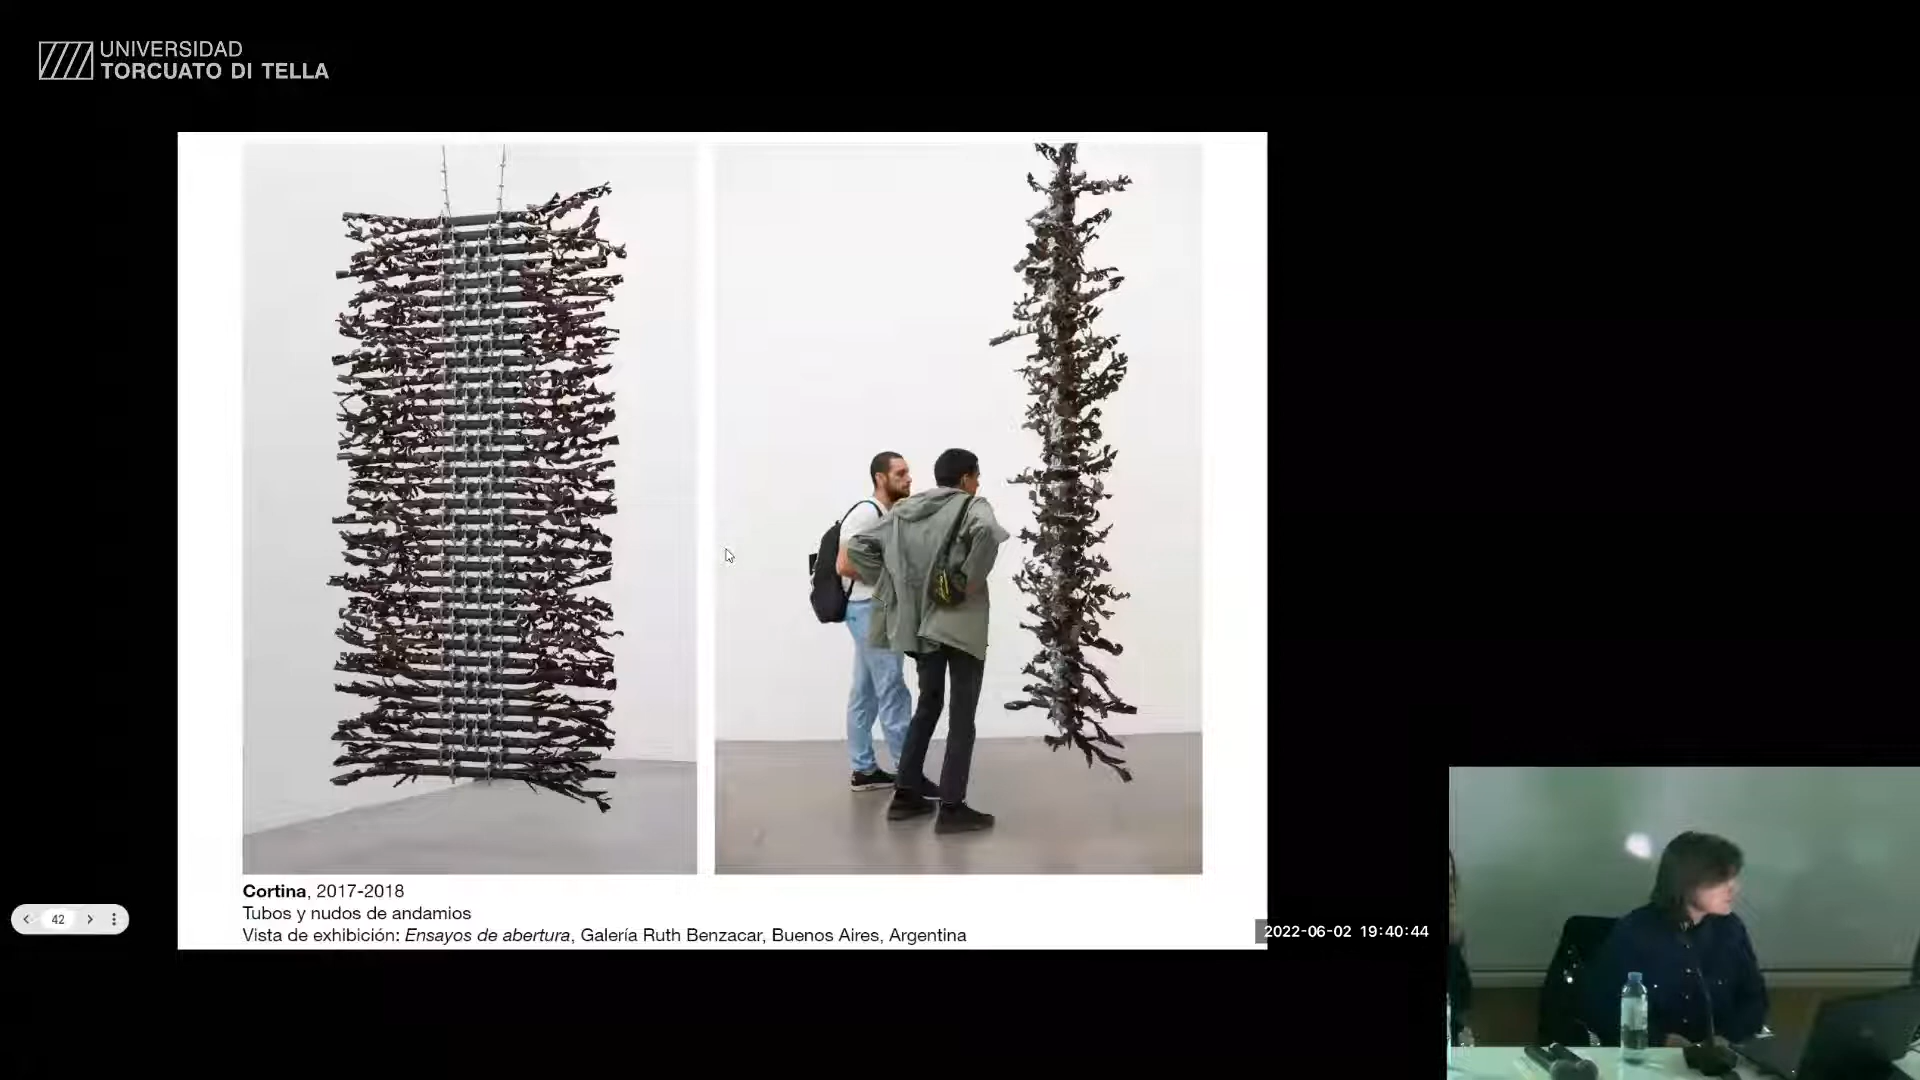 UNIVERSIDAD
TORCUATO DI TELLA
Cortina, 2017-2018
Tubos y nudos de andamios
Vista de exhibición: Ensayos de abertura, Galería Ruth Benzacar, Buenos Aires, Argentina
42
2022-06-02 19:40:44